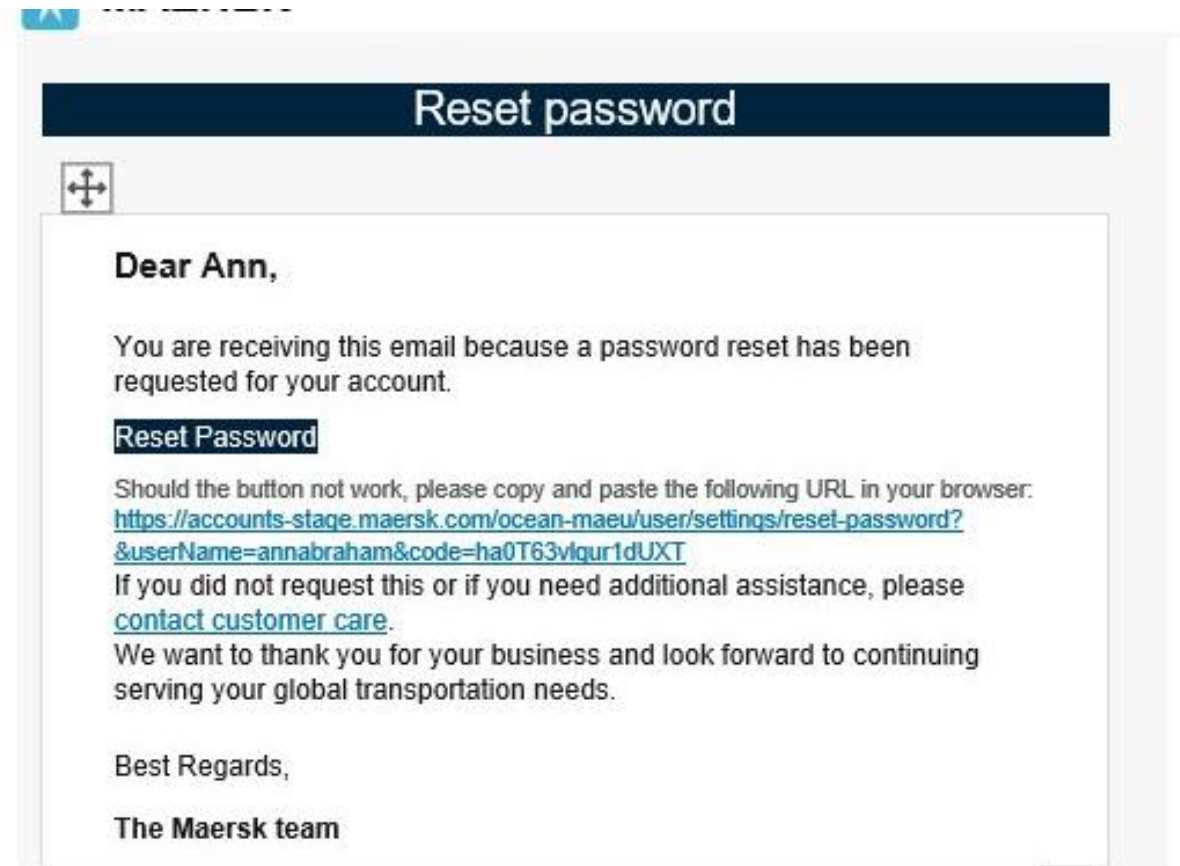 Reset password
Dear Ann,
You are receiving this email because a password reset has been
requested for your account.
Reset Password
Should the button not work, please copy and paste the following URL in your browser:
https://accounts-stage.maersk.com/ocean-maeu/user/settings/reset-password?
&userName=annabraham&code=ha0T63vlqur1dUXT
If you did not request this or if you need additional assistance, please
contact customer care.
We want to thank you for your business and look forward to continuing
serving your global transportation needs.
Best Regards,
The Maersk team